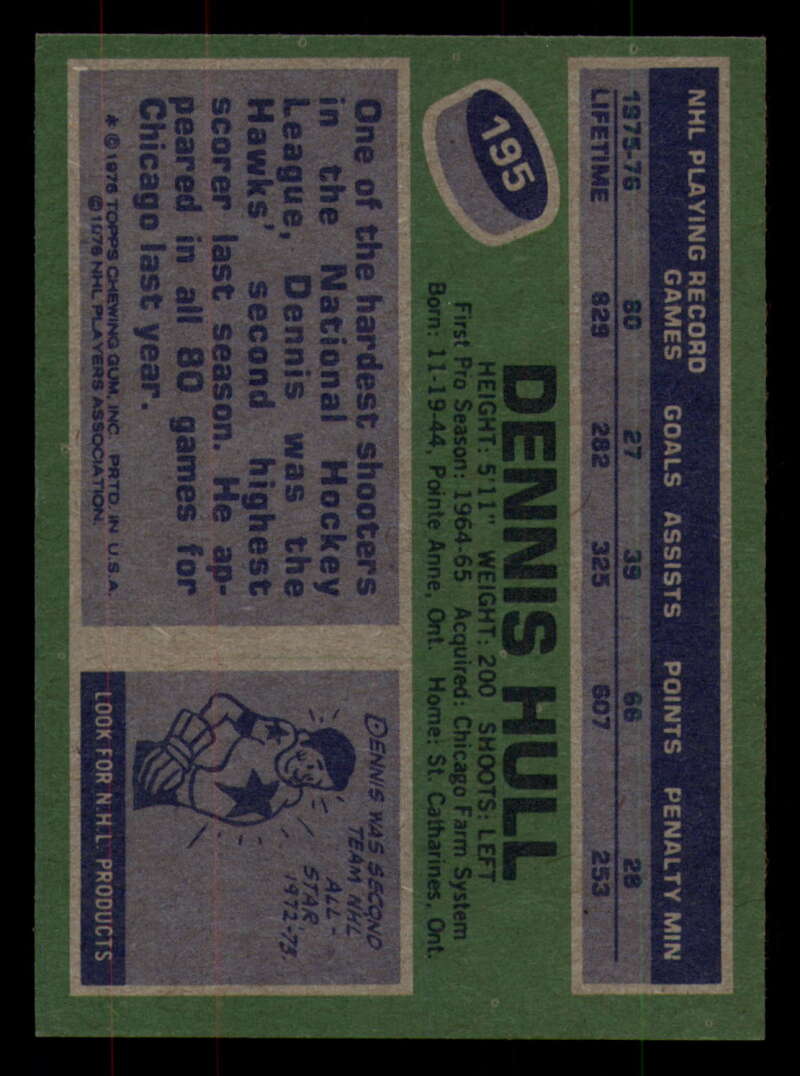 NHL PLAYING RECORD
GAMES GOALS ASSISTS POINTS PENALTY MIN
1975-76 80 27 39 66 28
LIFETIME 829 282 325 607 253
195
DENNIS HULL
HEIGHT: 5'11" WEIGHT: 200 SHOOTS: LEFT
First Pro Season: 1964-65 Acquired: Chicago Farm System
Born: 11-19-44, Pointe Anne, Ont. Home: St. Catharines, Ont.
One of the hardest shooters
in the National Hockey
League, Dennis was the
Hawks' second highest
scorer last season. He ap-
peared in all 80 games for
Chicago last year.
* © 1976 TOPPS CHEWING GUM, INC. PRTD. IN U.S.A.
© 1976 NHL PLAYERS ASSOCIATION.
DENNIS WAS SECOND
TEAM NHL
ALL-
STAR,
1972-73.
LOOK FOR N.H.L. PRODUCTS